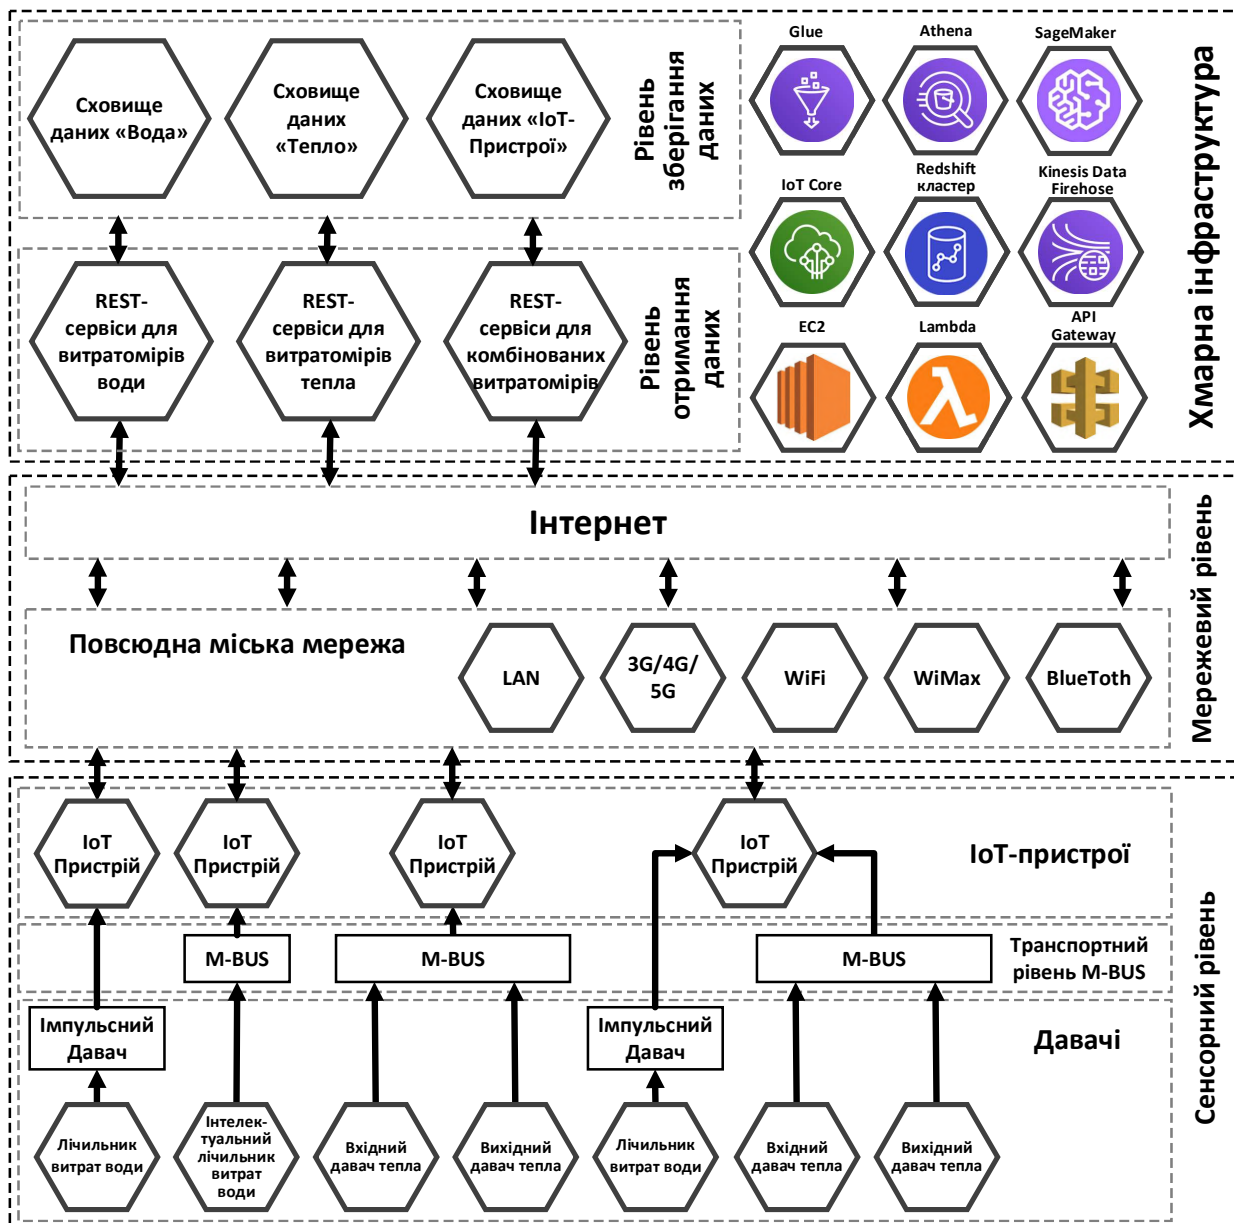 Сховище
даних «Вода»
Сховище
даних
«Тепло»
Сховище
даних «IoT-
Пристрої»
Рівень
зберігання
даних
Glue
Athena
SageMaker
IoT Core
Redshift
кластер
Kinesis Data
Firehose
EC2
Lambda
API
Gateway
Хмарна інфраструктура
REST-
сервіси для
витратомірів
води
REST-
сервіси для
витратомірів
тепла
REST-
сервіси для
комбінованих
витратомірів
Рівень
отримання
даних
Інтернет
Повсюдна міська мережа
LAN
3G/4G/
5G
WiFi
WiMax
BlueToth
Мережевий рівень
IoT
Пристрій
IoT
Пристрій
IoT
Пристрій
IoT
Пристрій
IoT-пристрої
M-BUS
M-BUS
M-BUS
Транспортний
рівень M-BUS
Імпульсний
Давач
Імпульсний
Давач
Давачі
Лічильник
витрат води
Інтелек-
туальний
лічильник
витрат
води
Вхідний
давач тепла
Вихідний
давач тепла
Лічильник
витрат води
Вхідний
давач тепла
Вихідний
давач тепла
Сенсорний рівень